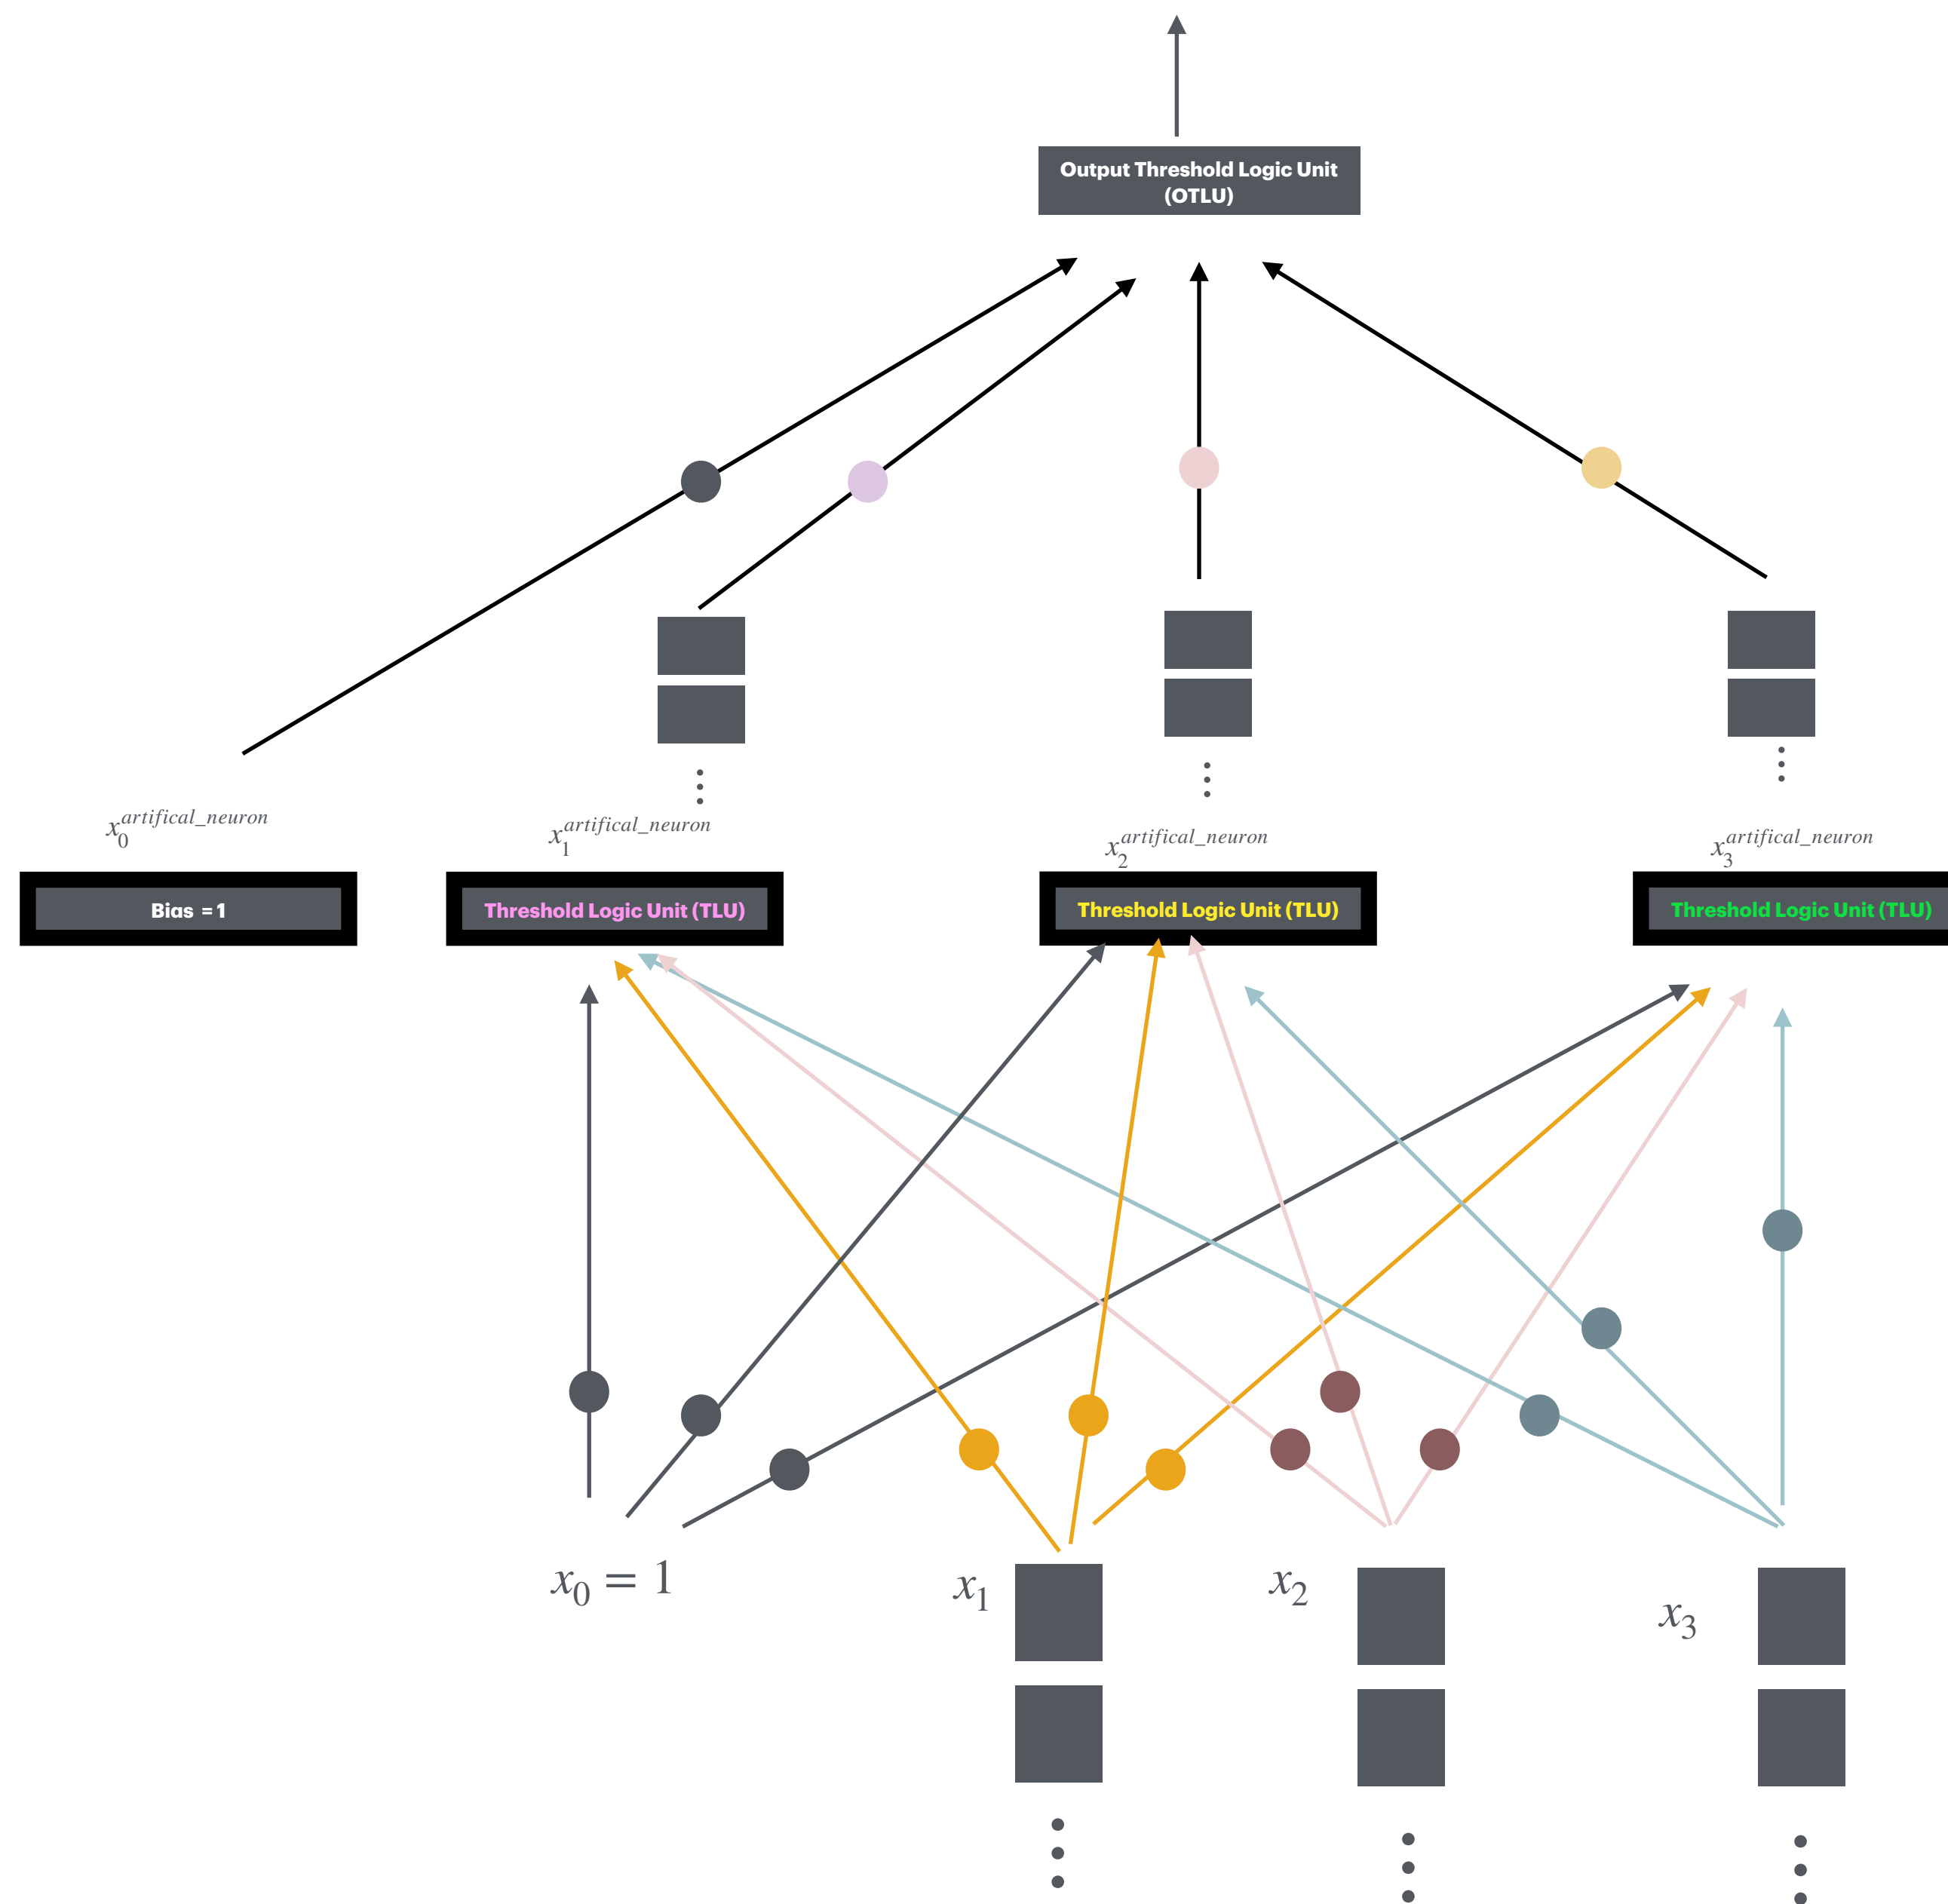 Output Threshold Logic Unit
(OTLU)
x_0^{artifical_neuron}
x_1^{artifical_neuron}
x_2^{artifical_neuron}
x_3^{artifical_neuron}
Bias = 1
Threshold Logic Unit (TLU)
Threshold Logic Unit (TLU)
Threshold Logic Unit (TLU)
x_0 = 1
x_1
x_2
x_3